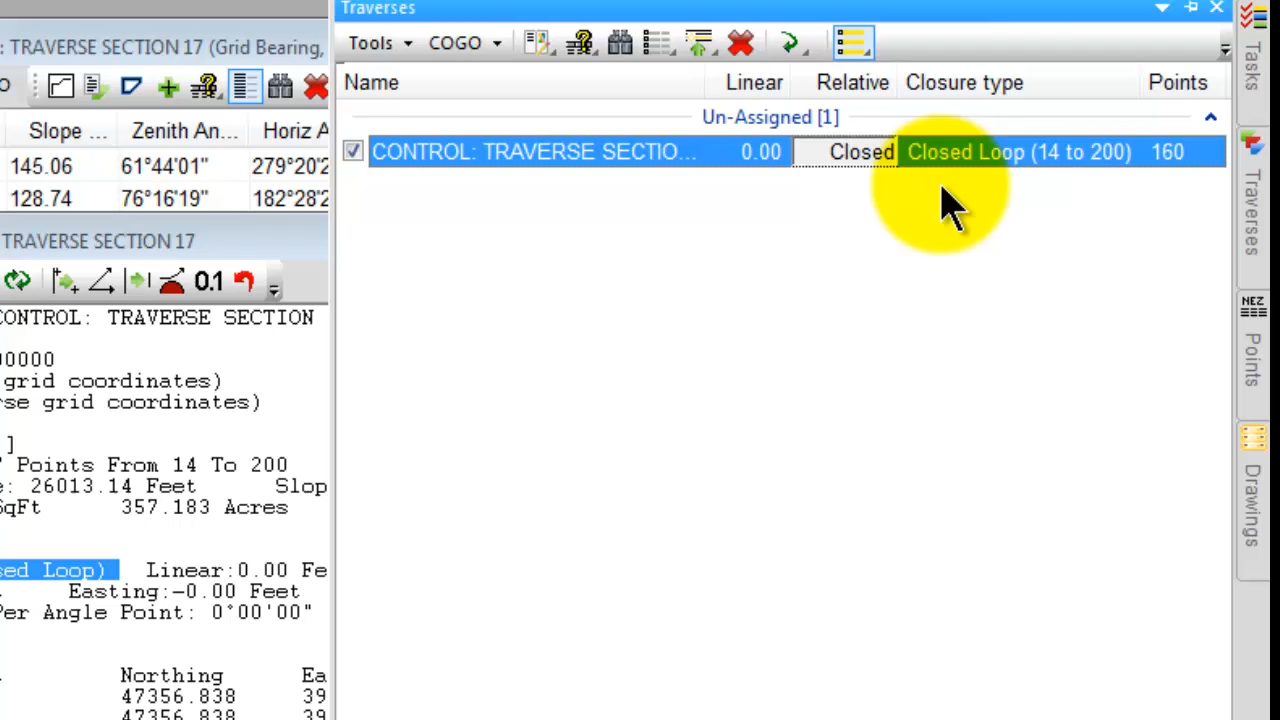 : TRAVERSE SECTION 17 (Grid Bearing,
Slope ... Zenith An... Horiz A
145.06 61°44'01" 279°20'2
128.74 76°16'19" 182°28'2
TRAVERSE SECTION 17
0.1
CONTROL: TRAVERSE SECTION
00000
grid coordinates)
rse grid coordinates)
]
" Points From 14 To 200
e: 26013.14 Feet Slop
SqFt 357.183 Acres
sed Loop) Linear:0.00 Fe
Easting:-0.00 Feet
Per Angle Point: 0°00'00"
Northing Ea
47356.838 39
47356.838 39
Traverses
Tools COGO
Name Linear Relative Closure type Points
Un-Assigned [1]
CONTROL: TRAVERSE SECTIO... 0.00 Closed Closed Loop (14 to 200) 160
Tasks
Traverses
NEZ
Points
Drawings